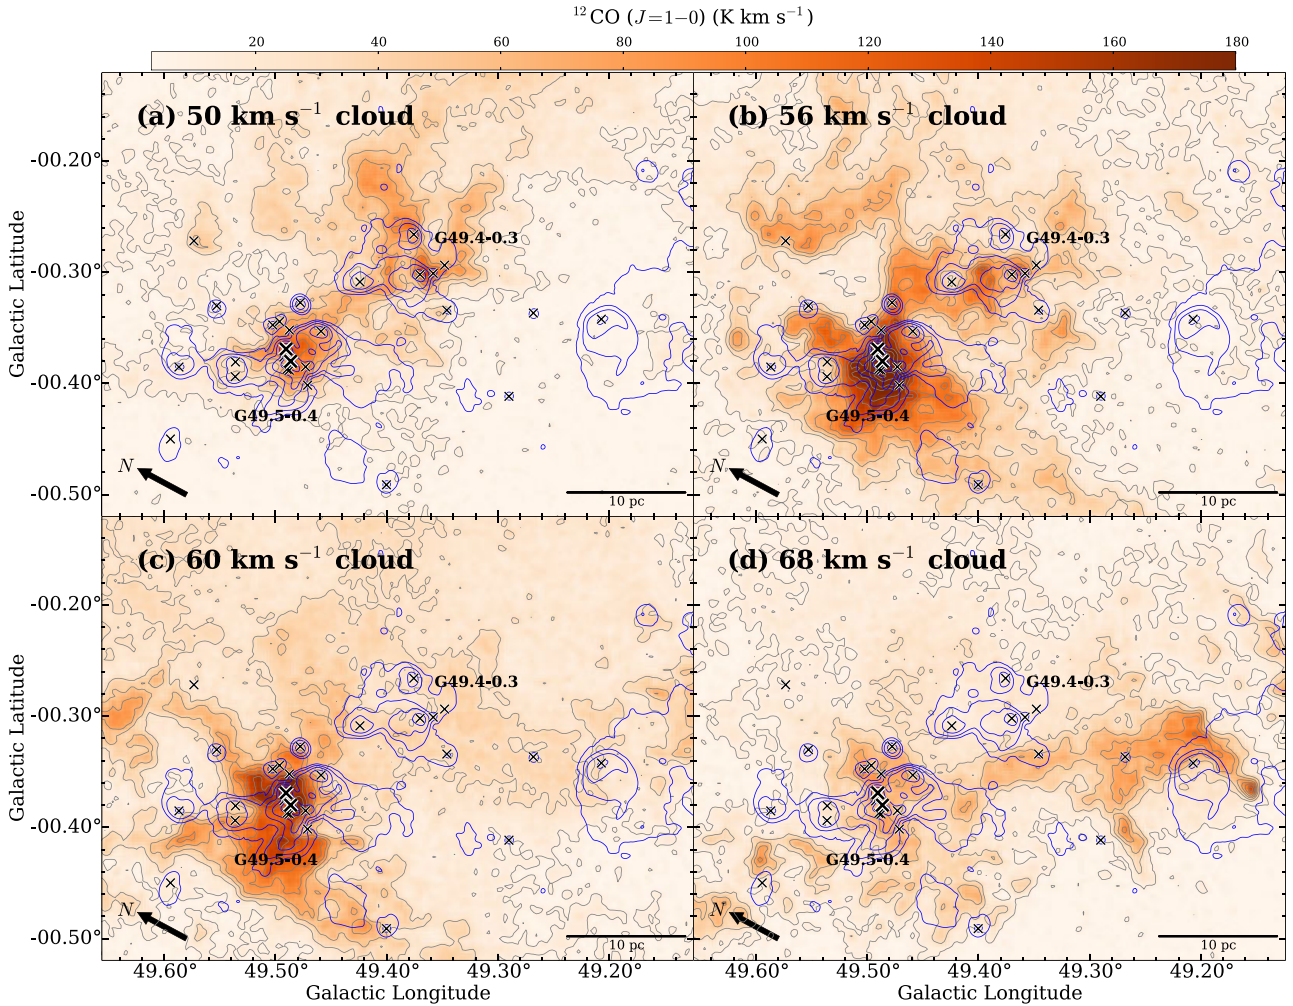 ¹²CO (J=1−0) (K km s⁻¹)
20 40 60 80 100 120 140 160 180
(a) 50 km s⁻¹ cloud
(b) 56 km s⁻¹ cloud
-00.20°
-00.30°
-00.40°
-00.50°
Galactic Latitude
G49.4-0.3
G49.5-0.4
N
10 pc
G49.4-0.3
G49.5-0.4
N
10 pc
(c) 60 km s⁻¹ cloud
(d) 68 km s⁻¹ cloud
-00.20°
-00.30°
-00.40°
-00.50°
Galactic Latitude
G49.4-0.3
G49.5-0.4
N
10 pc
G49.4-0.3
G49.5-0.4
N
10 pc
49.60 49.50 49.40 49.30 49.20
49.60 49.50 49.40 49.30 49.20
Galactic Longitude
Galactic Longitude